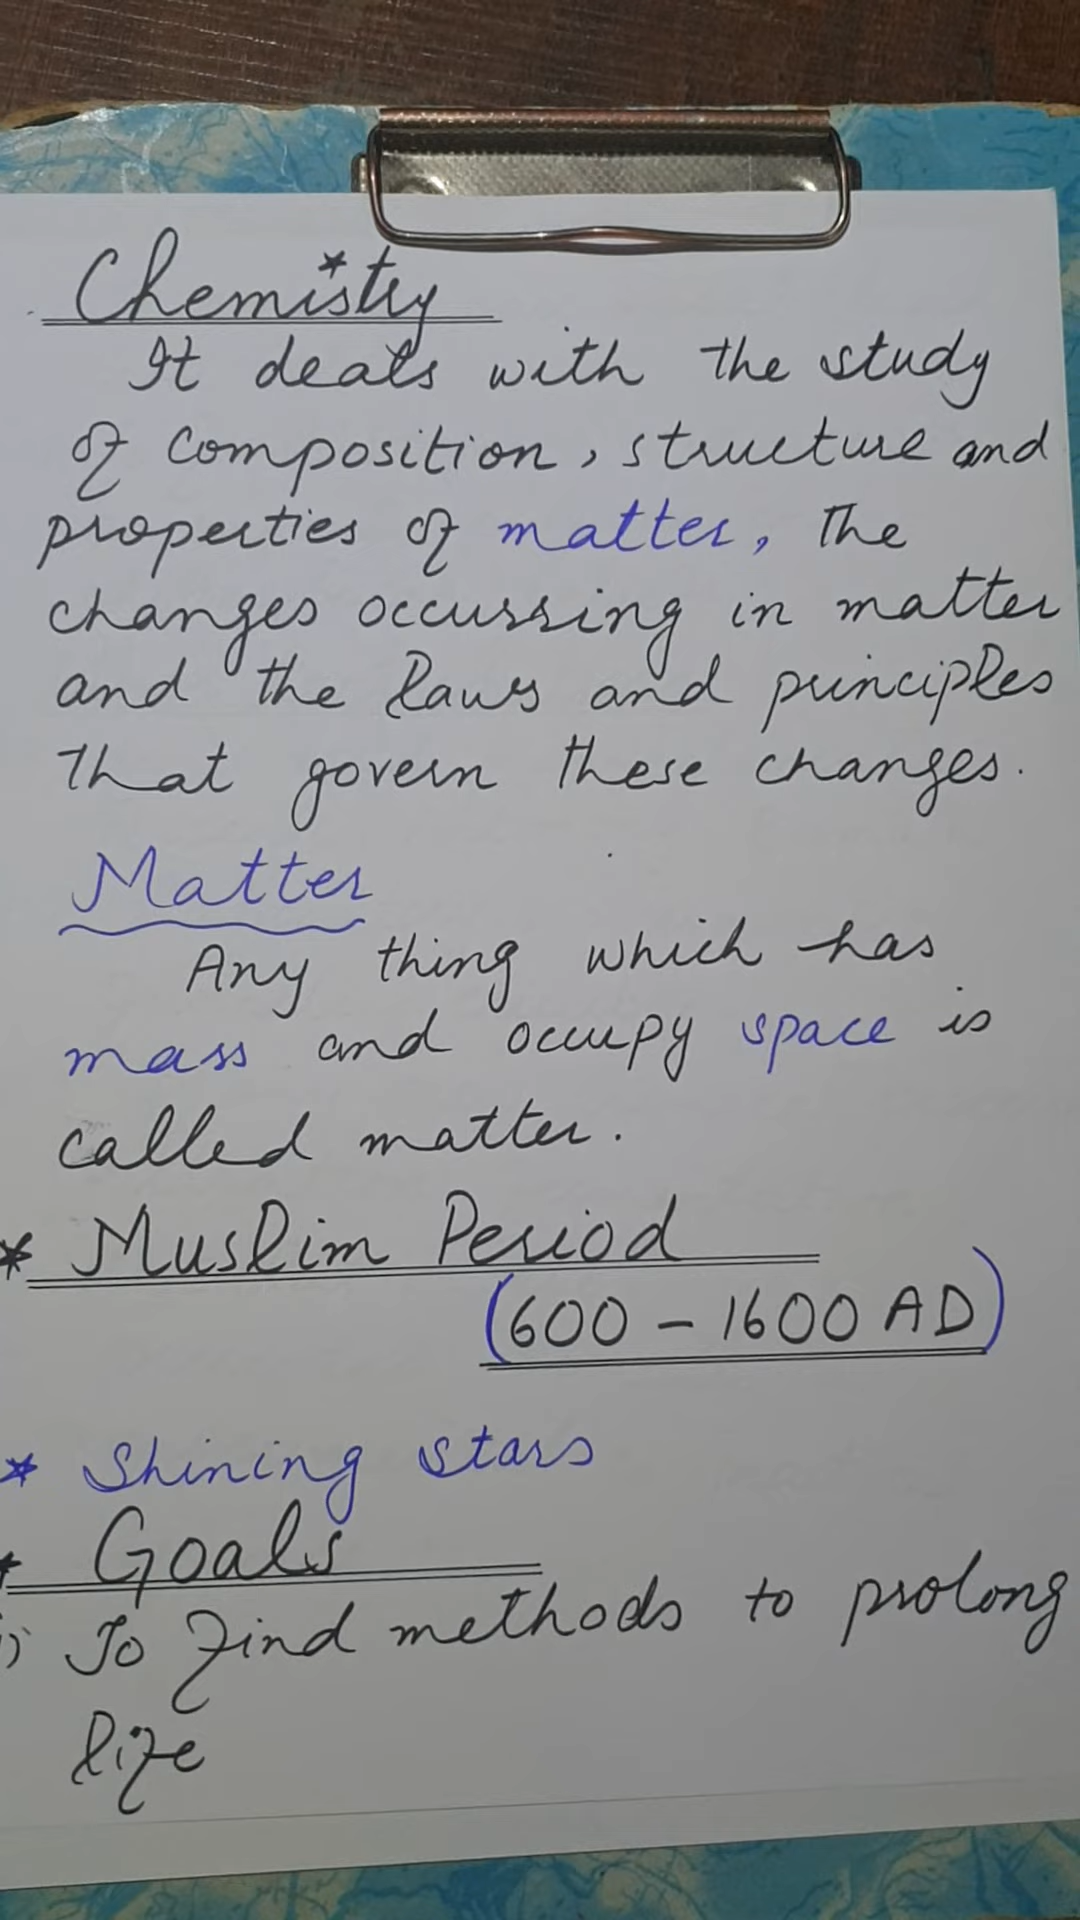 Chemistry
It deals with the study
of composition, structure and
properties of matter, The
changes occurring in matter
and the laws and principles
That govern these changes.
Matter
Any thing which has
mass and occupy space is
called matter.
* Muslim Period
(600 - 1600 AD)
* Shining stars
* Goals
i) To Find methods to prolong
life